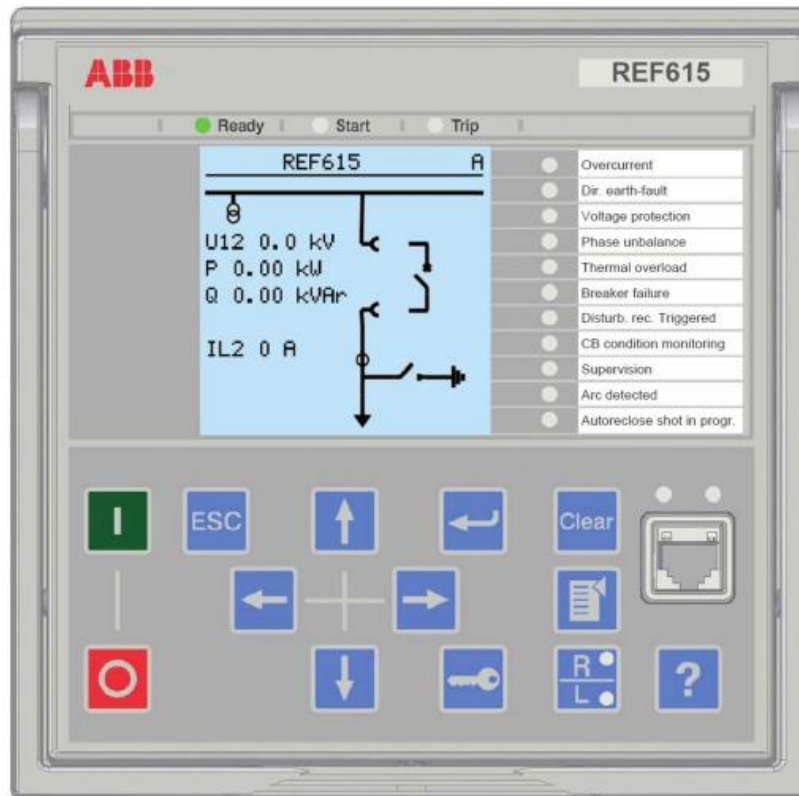 ABB
REF615
Ready
Start
Trip
REF615 A
U12 0.0 kV
P 0.00 kW
Q 0.00 kVAr
IL2 0 A
Overcurrent
Dir. earth-fault
Voltage protection
Phase unbalance
Thermal overload
Breaker failure
Disturb. rec. Triggered
CB condition monitoring
Supervision
Arc detected
Autoreclose shot in progr.
I
ESC
Clear
O
R
L
?